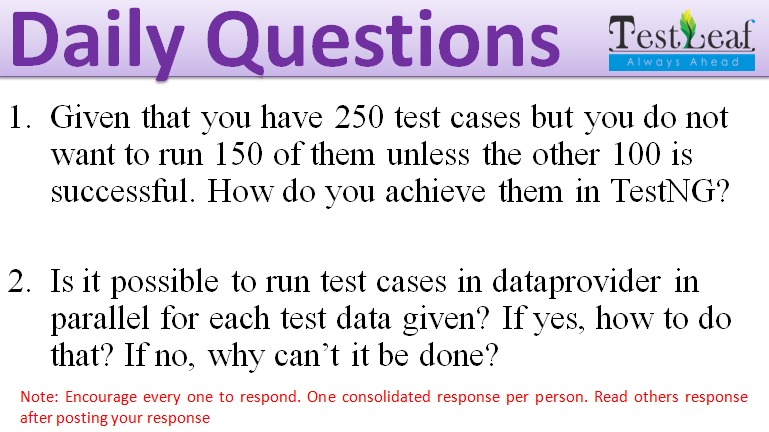 Daily Questions
TestLeaf
Always Ahead
1. Given that you have 250 test cases but you do not
want to run 150 of them unless the other 100 is
successful. How do you achieve them in TestNG?
2. Is it possible to run test cases in dataprovider in
parallel for each test data given? If yes, how to do
that? If no, why can’t it be done?
Note: Encourage every one to respond. One consolidated response per person. Read others response
after posting your response